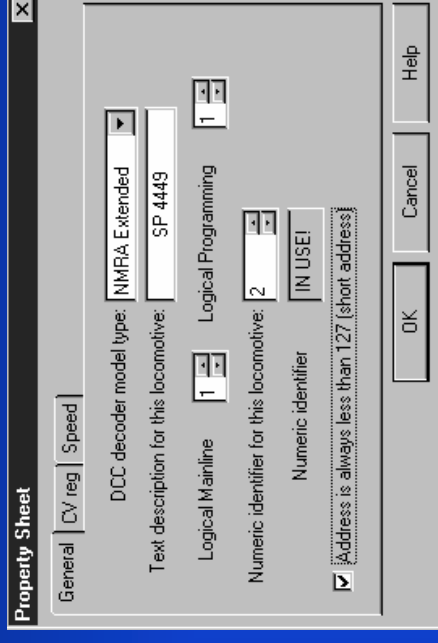 Property Sheet
General CV reg Speed
DCC decoder model type: NMRA Extended
Text description for this locomotive: SP 4449
Logical Mainline 1 Logical Programming 1
Numeric identifier for this locomotive: 2
Numeric identifier IN USE!
Address is always less than 127 (short address)
OK Cancel Help